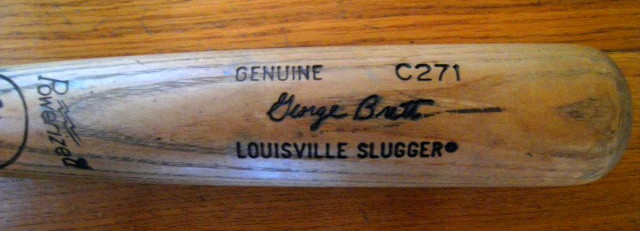 Powerized
GENUINE C271
George Brett
LOUISVILLE SLUGGER®